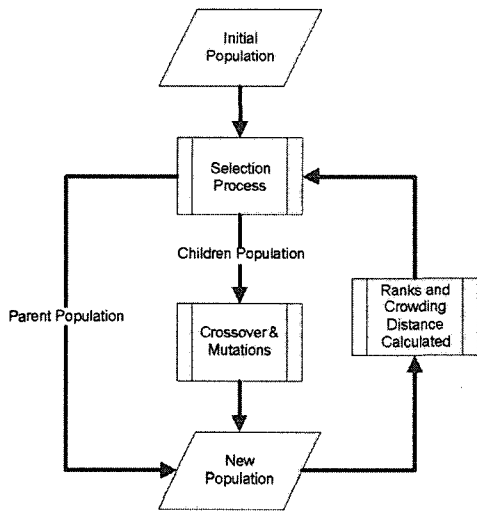 Initial
Population
Selection
Process
Children Population
Parent Population
Crossover &
Mutations
Ranks and
Crowding
Distance
Calculated
New
Population